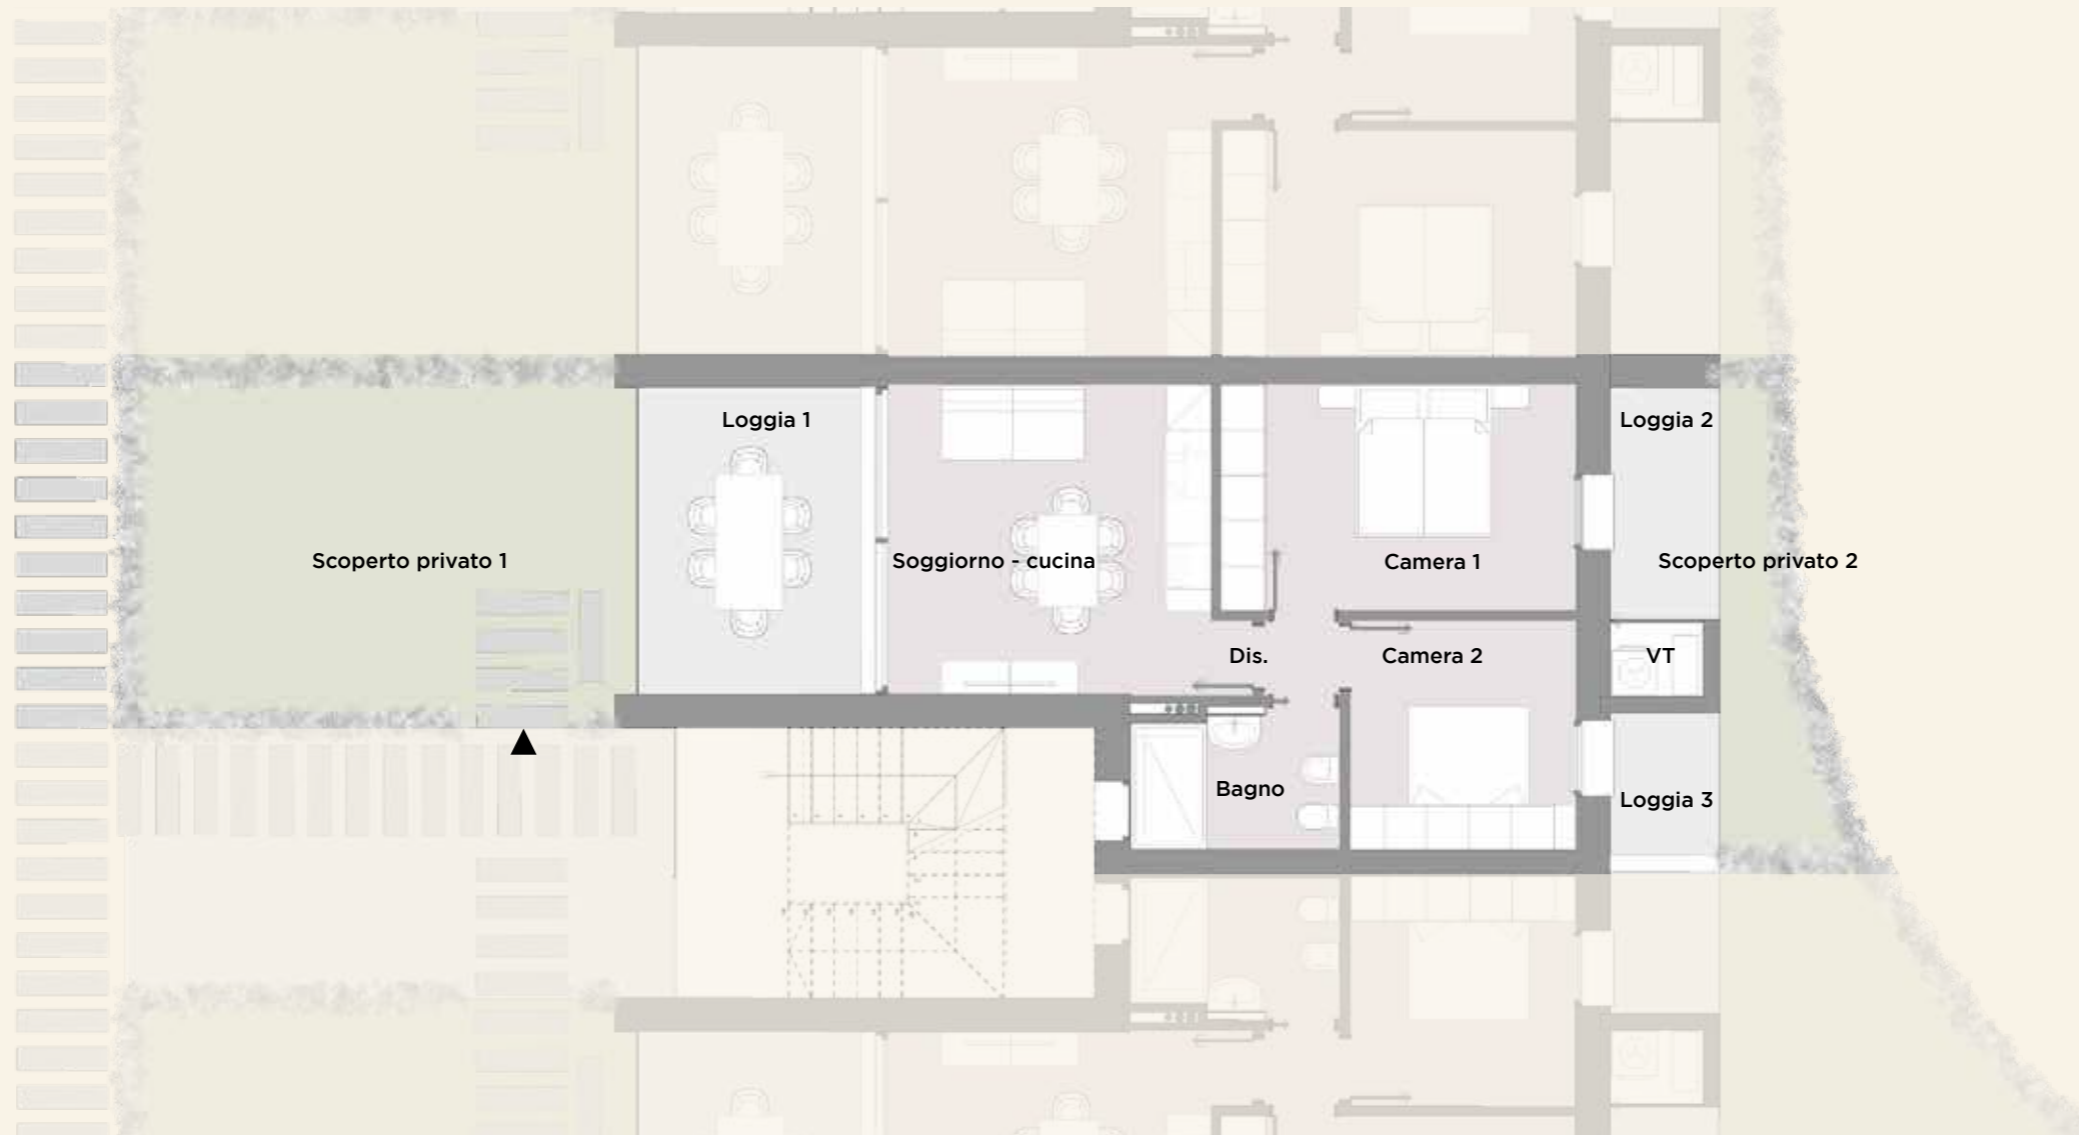 Loggia 1
Loggia 2
Scoperto privato 1
Soggiorno - cucina
Camera 1
Scoperto privato 2
Dis.
Camera 2
VT
Bagno
Loggia 3